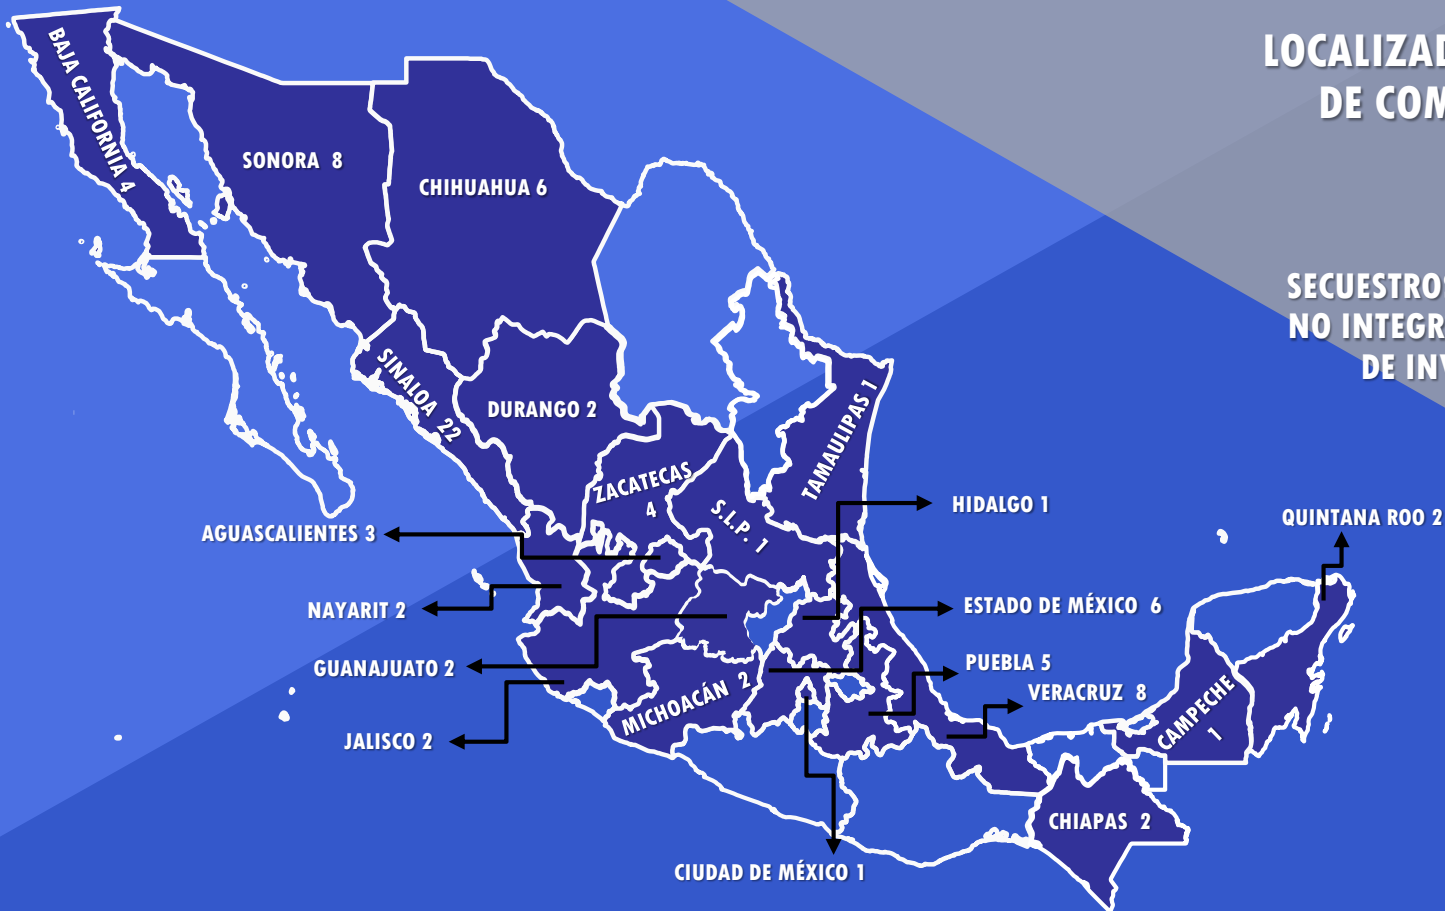 LOCALIZAD
DE COM
BAJA CALIFORNIA 4
SONORA 8
CHIHUAHUA 6
SECUESTROS
NO INTEGR
DE INV
SINALOA 22
DURANGO 2
TAMAULIPAS 1
ZACATECAS
4
S.L.P. 1
HIDALGO 1
QUINTANA ROO 2
AGUASCALIENTES 3
NAYARIT 2
ESTADO DE MÉXICO 6
GUANAJUATO 2
PUEBLA 5
MICHOACÁN 2
VERACRUZ 8
CAMPECHE
1
JALISCO 2
CHIAPAS 2
CIUDAD DE MÉXICO 1